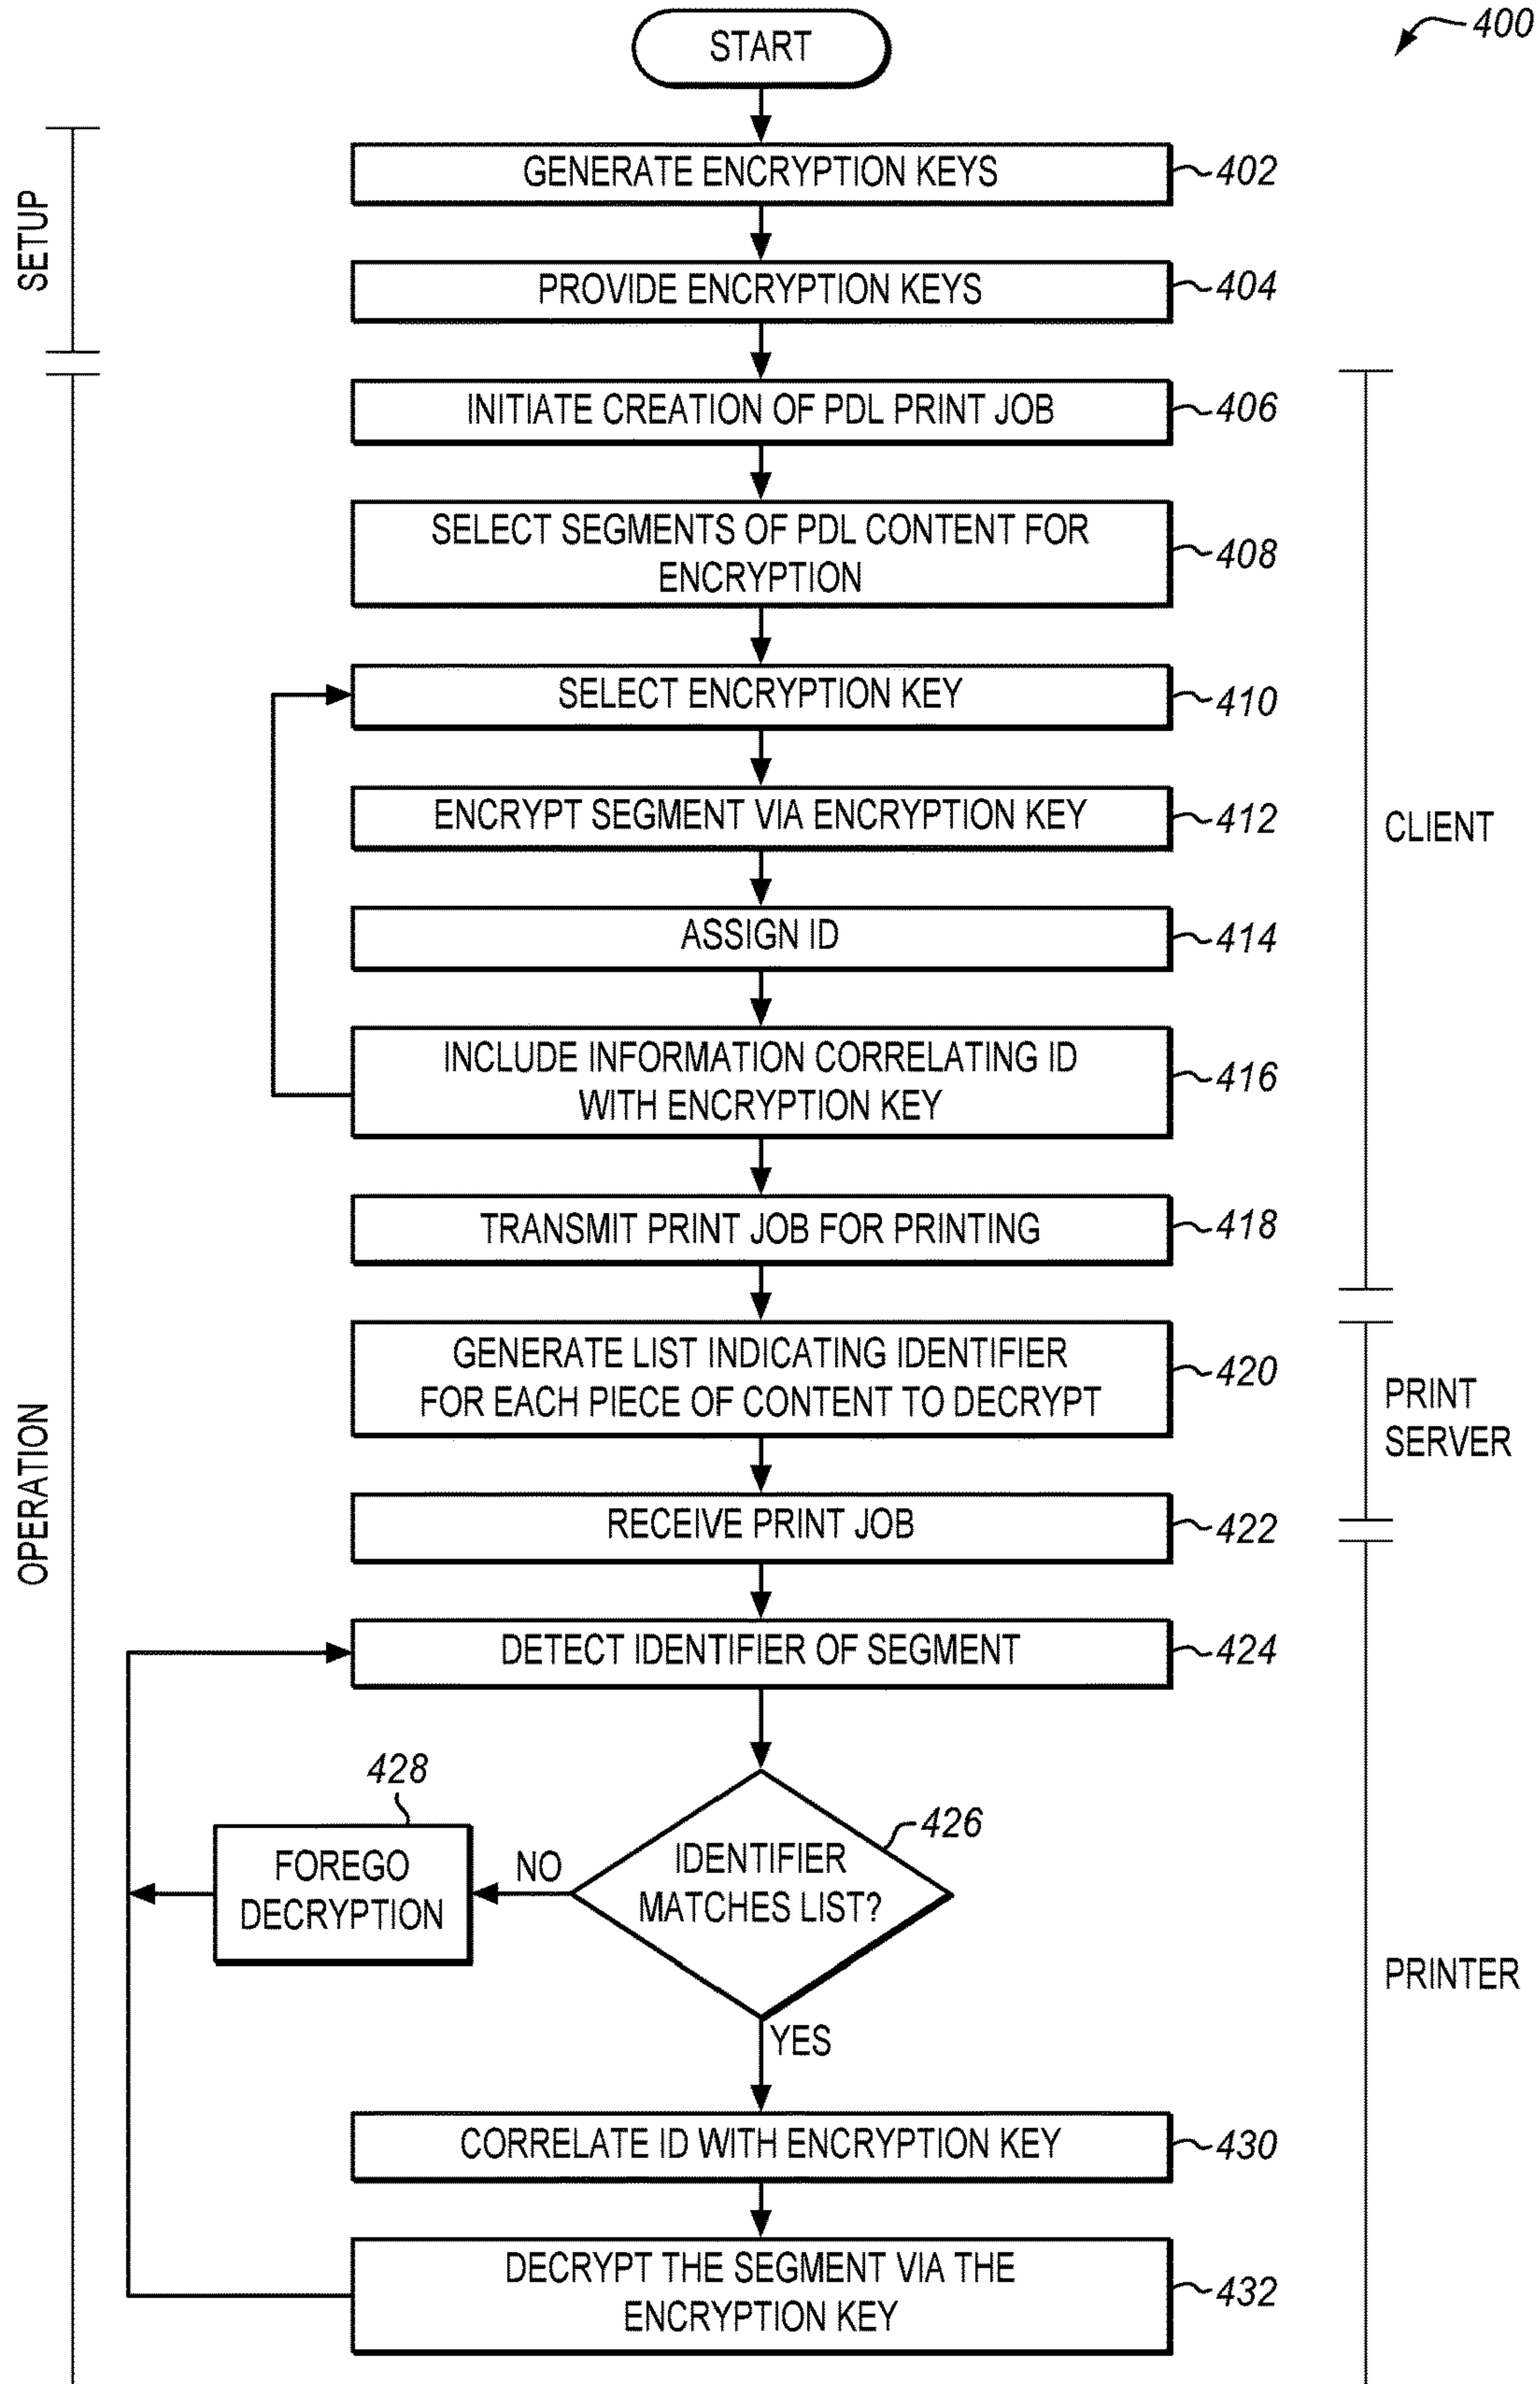 400
START
SETUP
GENERATE ENCRYPTION KEYS
402
PROVIDE ENCRYPTION KEYS
404
INITIATE CREATION OF PDL PRINT JOB
406
SELECT SEGMENTS OF PDL CONTENT FOR
ENCRYPTION
408
SELECT ENCRYPTION KEY
410
ENCRYPT SEGMENT VIA ENCRYPTION KEY
412
CLIENT
ASSIGN ID
414
INCLUDE INFORMATION CORRELATING ID
WITH ENCRYPTION KEY
416
TRANSMIT PRINT JOB FOR PRINTING
418
GENERATE LIST INDICATING IDENTIFIER
FOR EACH PIECE OF CONTENT TO DECRYPT
420
PRINT
SERVER
OPERATION
RECEIVE PRINT JOB
422
DETECT IDENTIFIER OF SEGMENT
424
428
FOREGO
DECRYPTION
NO
426
IDENTIFIER
MATCHES LIST?
PRINTER
YES
CORRELATE ID WITH ENCRYPTION KEY
430
DECRYPT THE SEGMENT VIA THE
ENCRYPTION KEY
432